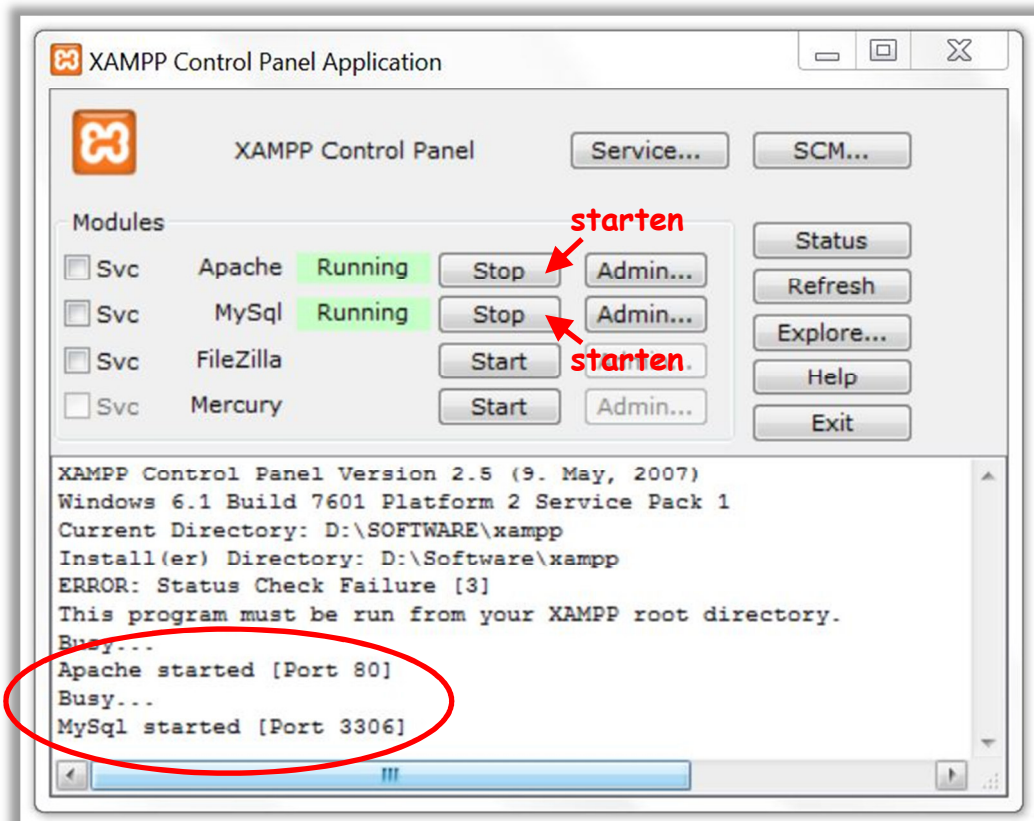 XAMPP Control Panel Application
XAMPP Control Panel Service... SCM...
Modules
starten
Status
Svc Apache Running Stop Admin...
Refresh
Svc MySql Running Stop Admin...
Explore...
starten
Svc FileZilla Start Admin...
Help
Svc Mercury Start Admin...
Exit
XAMPP Control Panel Version 2.5 (9. May, 2007)
Windows 6.1 Build 7601 Platform 2 Service Pack 1
Current Directory: D:\SOFTWARE\xampp
Install(er) Directory: D:\Software\xampp
ERROR: Status Check Failure [3]
This program must be run from your XAMPP root directory.
Busy...
Apache started [Port 80]
Busy...
MySql started [Port 3306]